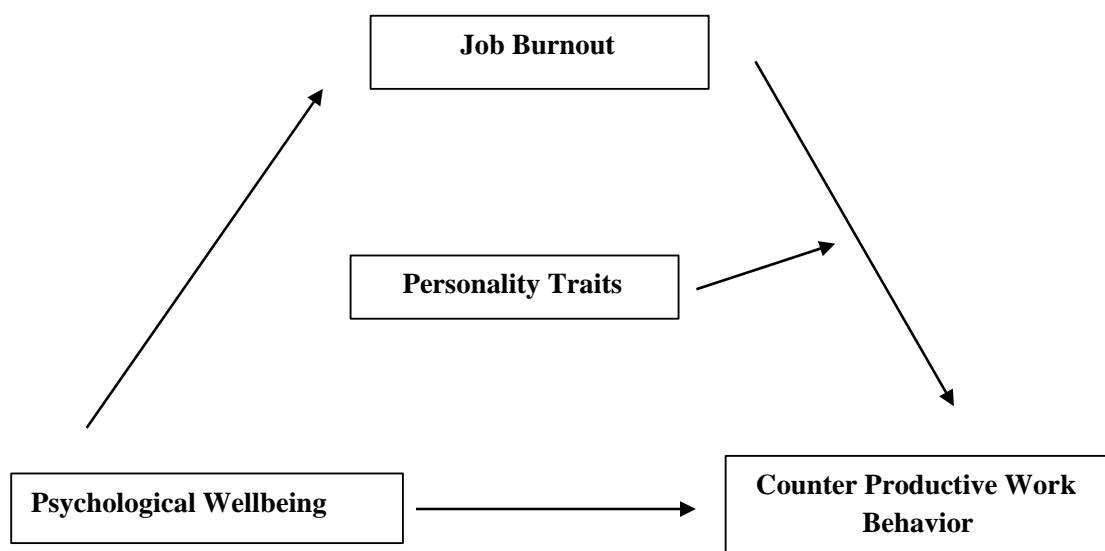 Job Burnout
Personality Traits
Psychological Wellbeing
Counter Productive Work
Behavior